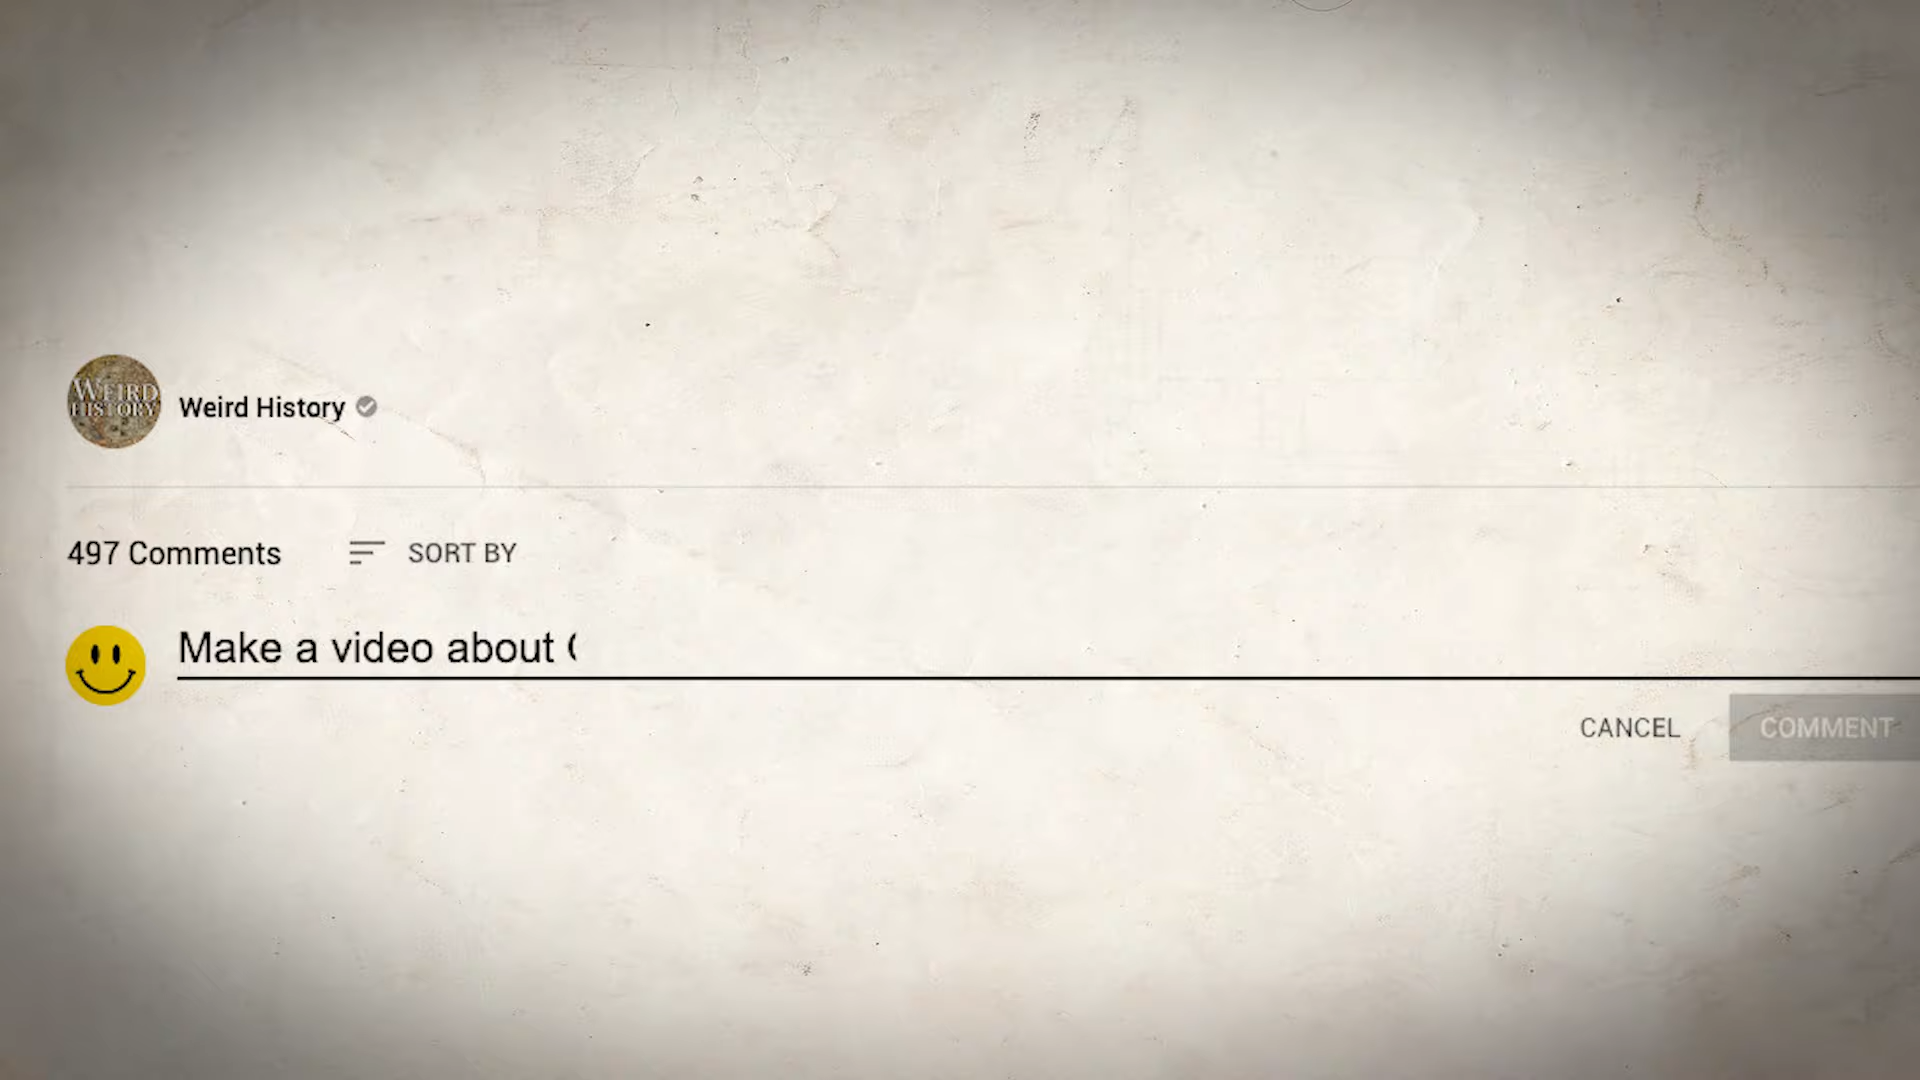 WEIRD
HISTORY
Weird History
497 Comments SORT BY
Make a video about
CANCEL COMMENT